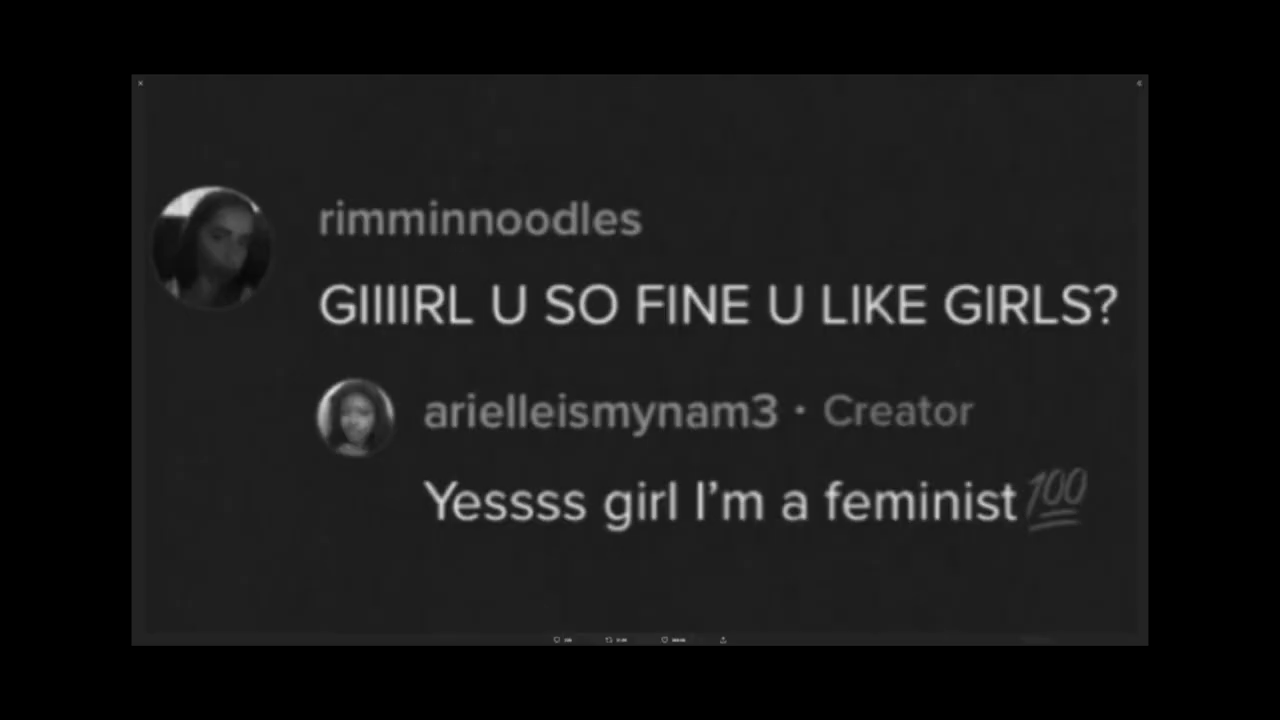 rimminnoodles
GIIIIRL U SO FINE U LIKE GIRLS?
arielleismynam3 · Creator
Yessss girl I'm a feminist💯